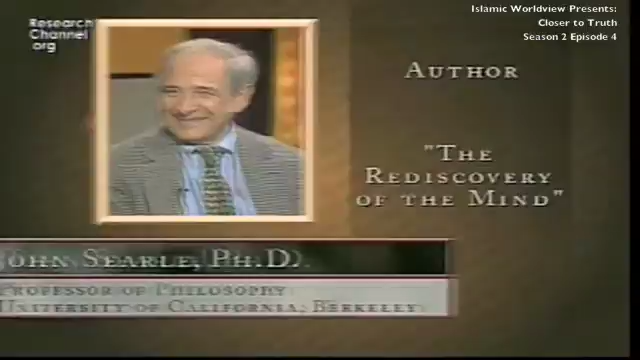 Research
Channel
org
Islamic Worldview Presents:
Closer to Truth
Season 2 Episode 4
AUTHOR
"THE
REDISCOVERY
OF THE MIND"
JOHN SEARLE, PH.D.
PROFESSOR OF PHILOSOPHY
UNIVERSITY OF CALIFORNIA, BERKELEY